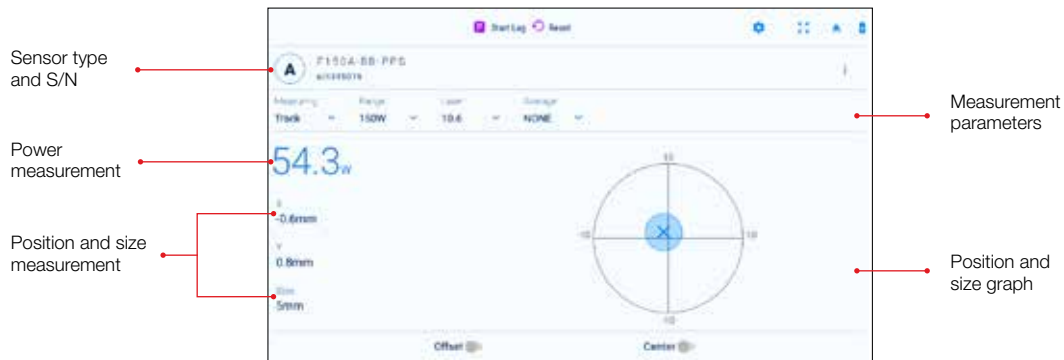 Start Log Reset
Sensor type
and S/N
A
F150A-BB-PPS
Measuring Range Laser Average
Track 150W 10.6 NONE
Measurement
parameters
Power
measurement
54.3w
X
-0.6mm
Y
0.8mm
Size
5mm
Position and size
measurement
10
-10 10
-10
Position and
size graph
Offset Center